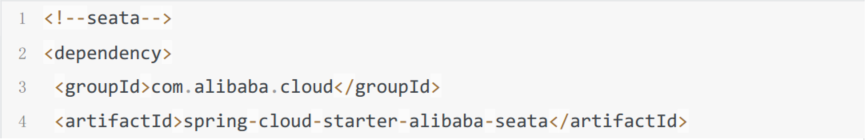 1 <!--seata-->
2 <dependency>
3 <groupId>com.alibaba.cloud</groupId>
4 <artifactId>spring-cloud-starter-alibaba-seata</artifactId>